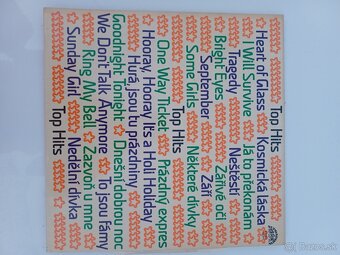 Top Hits
Heart of Glass Kosmická láska
I Will Survive Já to překonám
Tragedy Neštěstí
Bright Eyes Zářivé oči
September Září
Some Girls Některé dívky
Top Hits
One Way Ticket Prázdný expres
Hooray, Hooray It's a Holi Holiday
Hurá jsou tu prázdniny
Goodnight Tonight Dnešní dobrou noc
We Don't Talk Anymore To jsou fámy
Ring My Bell Zazvoň u mne
Sunday Girl Nedělní dívka
Top Hits
Bazoš.sk